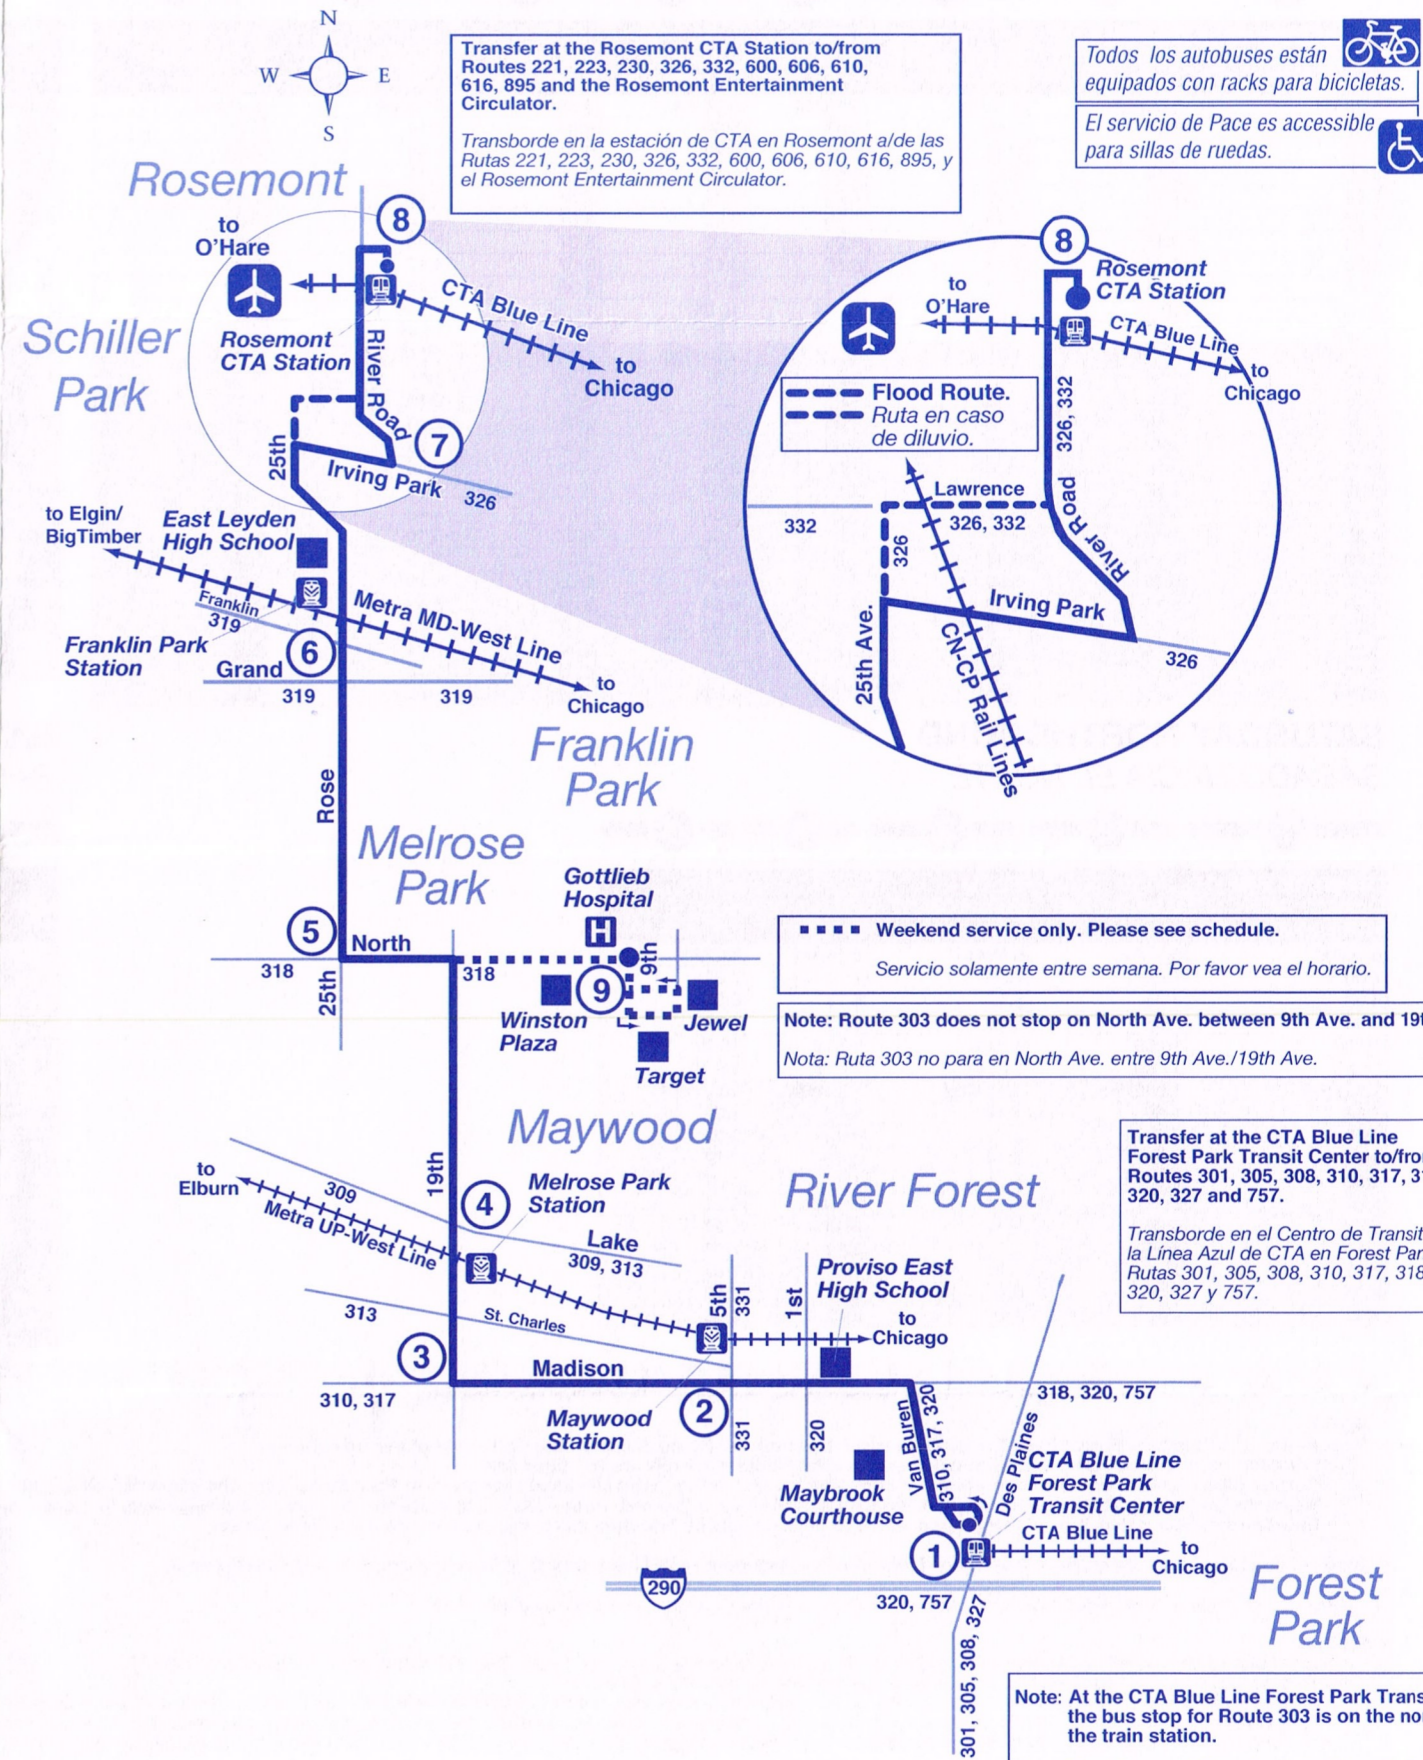 N
W E
S
Transfer at the Rosemont CTA Station to/from
Routes 221, 223, 230, 326, 332, 600, 606, 610,
616, 895 and the Rosemont Entertainment
Circulator.
Transborde en la estación de CTA en Rosemont a/de las
Rutas 221, 223, 230, 326, 332, 600, 606, 610, 616, 895, y
el Rosemont Entertainment Circulator.
Todos los autobuses están
equipados con racks para bicicletas.
El servicio de Pace es accessible
para sillas de ruedas.
Rosemont
8
to
O'Hare
CTA Blue Line
to
Chicago
Rosemont
CTA Station
River Road
Schiller
Park
7
25th
Irving Park
326
8
Rosemont
CTA Station
to
O'Hare
CTA Blue Line
to
Chicago
Flood Route.
Ruta en caso
de diluvio.
326, 332
Lawrence
326, 332
332
326
River Road
Irving Park
326
25th Ave.
CN-CP Rail Lines
to Elgin/
BigTimber
East Leyden
High School
Franklin
319
Metra MD-West Line
Franklin Park
Station
6
Grand
319
319
to
Chicago
Franklin
Park
Rose
Melrose
Park
Gottlieb
Hospital
H
5
North
318
318
25th
9th
9
Winston
Plaza
Jewel
Target
Weekend service only. Please see schedule.
Servicio solamente entre semana. Por favor vea el horario.
Note: Route 303 does not stop on North Ave. between 9th Ave. and 19t
Nota: Ruta 303 no para en North Ave. entre 9th Ave./19th Ave.
Maywood
Transfer at the CTA Blue Line
Forest Park Transit Center to/fro
Routes 301, 305, 308, 310, 317, 3
320, 327 and 757.
Transborde en el Centro de Transit
la Línea Azul de CTA en Forest Par
Rutas 301, 305, 308, 310, 317, 318
320, 327 y 757.
River Forest
19th
to
Elburn
309
Metra UP-West Line
4
Melrose Park
Station
Lake
309, 313
313
St. Charles
5th
331
1st
Proviso East
High School
to
Chicago
3
Madison
310, 317
318, 320, 757
Maywood
Station
2
331
320
Van Buren
310, 317, 320
Des Plaines
Maybrook
Courthouse
CTA Blue Line
Forest Park
Transit Center
1
CTA Blue Line
to
Chicago
290
320, 757
301, 305, 308, 327
Forest
Park
Note: At the CTA Blue Line Forest Park Trans
the bus stop for Route 303 is on the no
the train station.